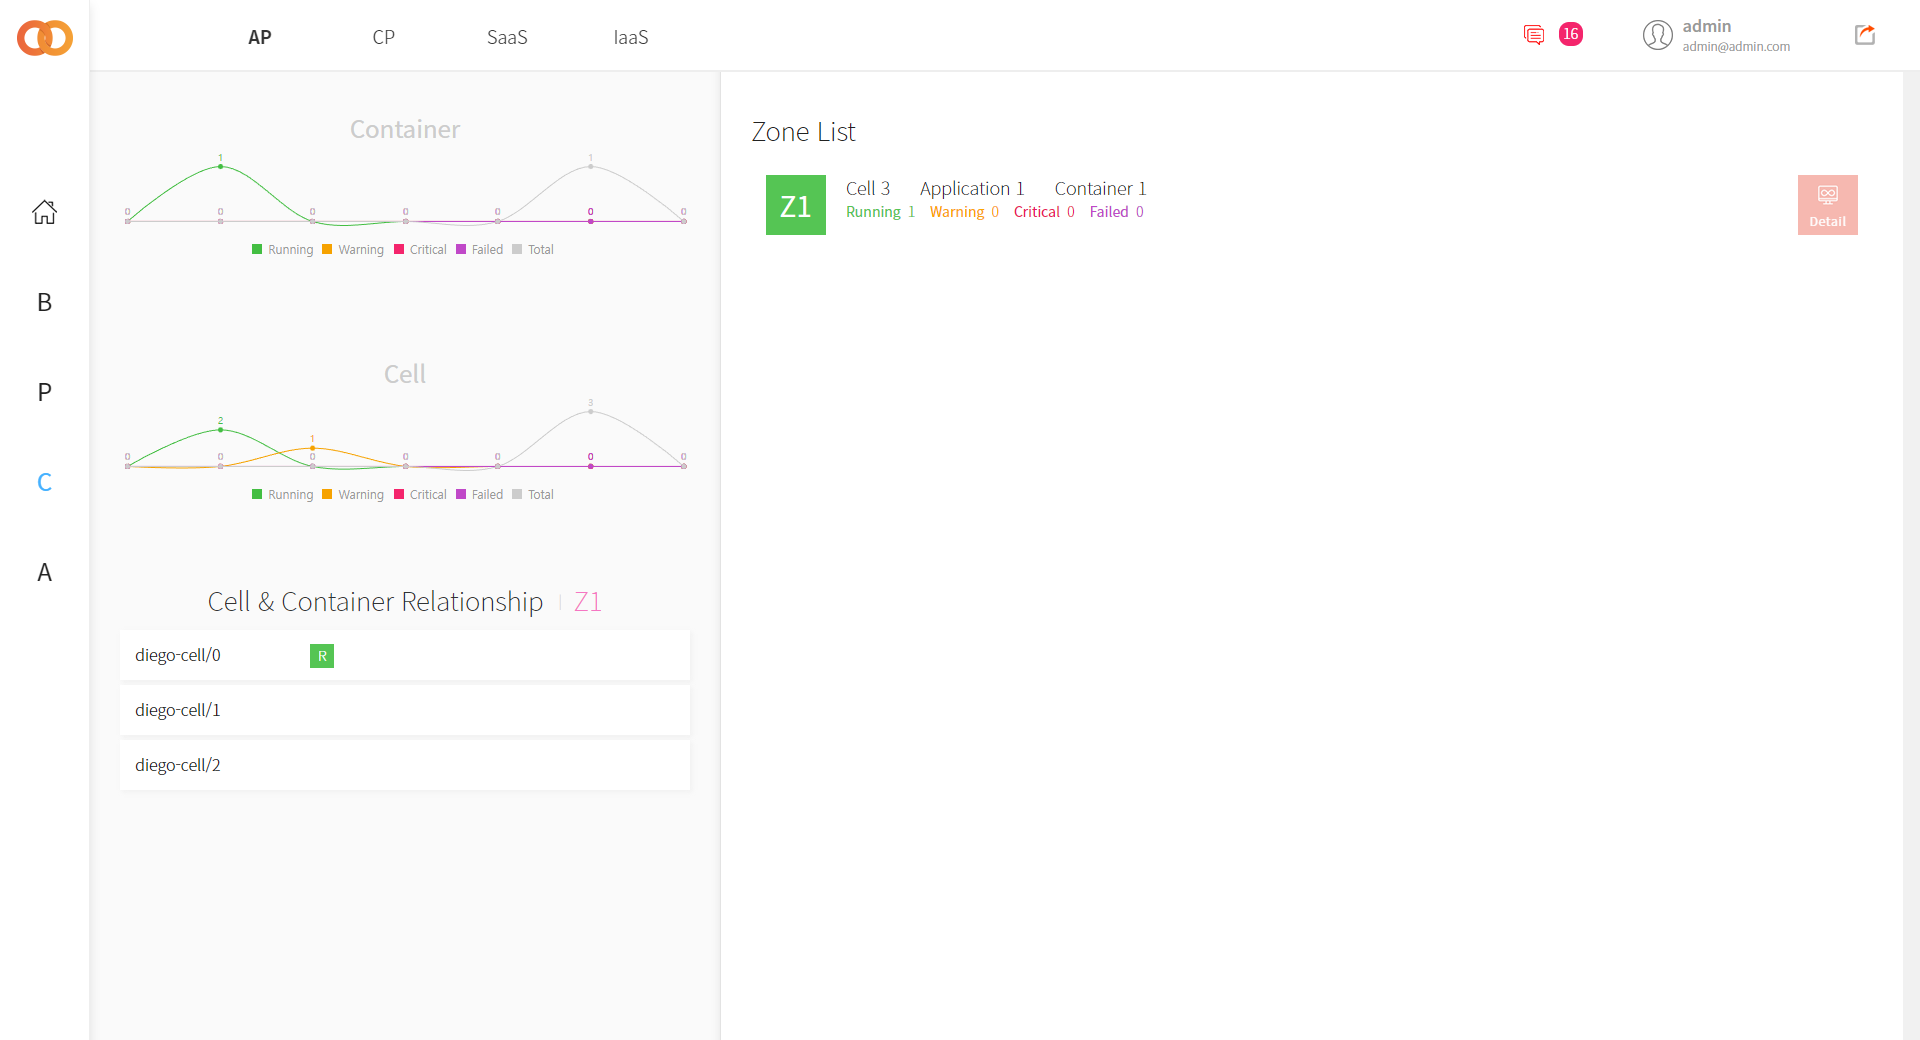 AP CP SaaS IaaS 16 admin
admin@admin.com
B
P
C
A
Container
1 1
0 0 0 0 0 0 0
Running Warning Critical Failed Total
Cell
3
2
1
0 0 0 0 0 0 0
Running Warning Critical Failed Total
Cell & Container Relationship | Z1
diego-cell/0 R
diego-cell/1
diego-cell/2
Zone List
Z1
Cell 3 Application 1 Container 1
Running 1 Warning 0 Critical 0 Failed 0
Detail